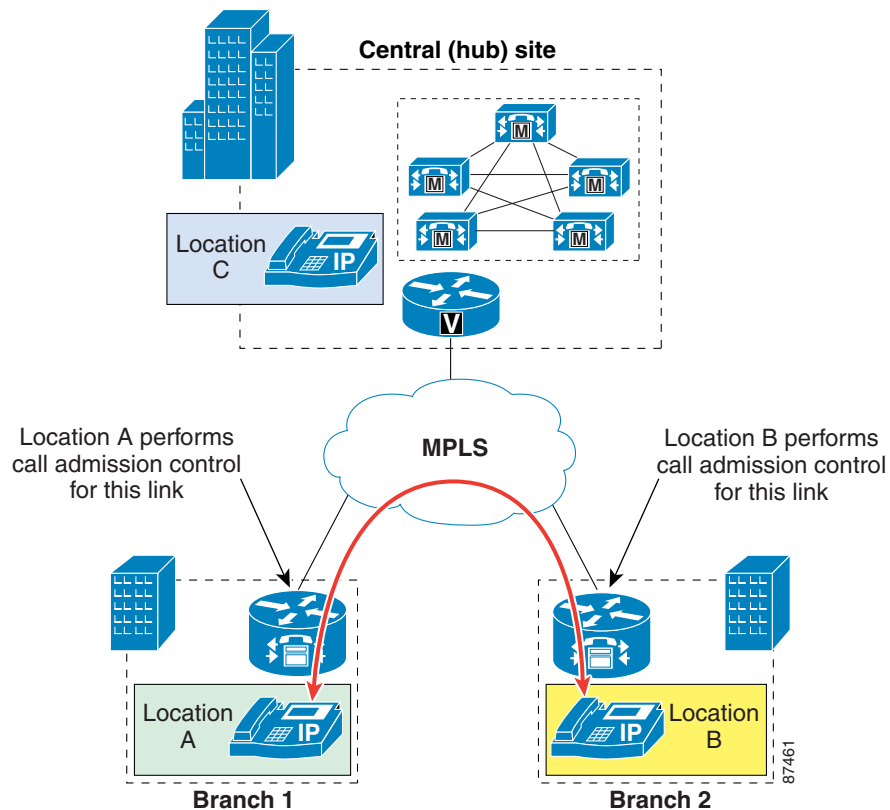 Central (hub) site
M
M
M
M
M
Location
C
IP
V
MPLS
Location A performs
call admission control
for this link
Location B performs
call admission control
for this link
Location
A
IP
IP
Location
B
87461
Branch 1
Branch 2